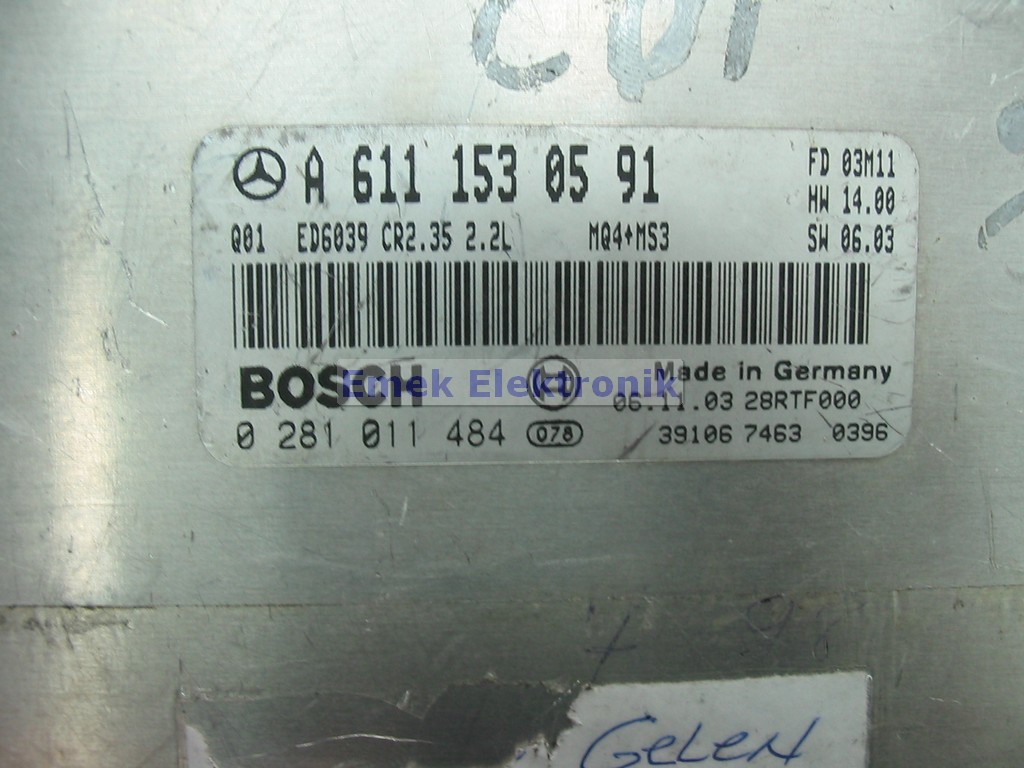 CDI
A 611 153 05 91
FD 03M11
HW 14.00
Q01 ED6039 CR2.35 2.2L MQ4+MS3 SW 06.03
BOSCH Made in Germany
Emek Elektronik
06.11.03 28RTF000
0 281 011 484 078 39106 7463 0396
GELEN